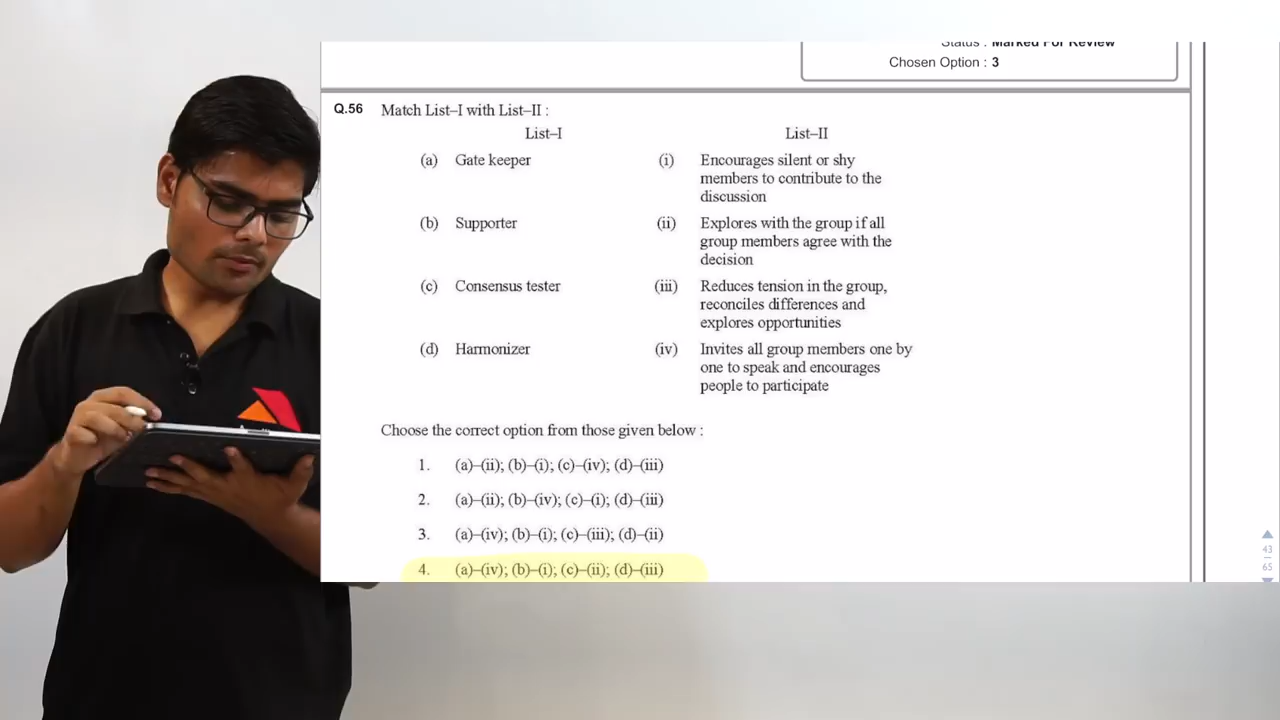 Status : Marked For Review
Chosen Option : 3
Q.56 Match List–I with List–II :
List–I List–II
(a) Gate keeper (i) Encourages silent or shy
members to contribute to the
discussion
(b) Supporter (ii) Explores with the group if all
group members agree with the
decision
(c) Consensus tester (iii) Reduces tension in the group,
reconciles differences and
explores opportunities
(d) Harmonizer (iv) Invites all group members one by
one to speak and encourages
people to participate
Choose the correct option from those given below :
1. (a)–(ii); (b)–(i); (c)–(iv); (d)–(iii)
2. (a)–(ii); (b)–(iv); (c)–(i); (d)–(iii)
3. (a)–(iv); (b)–(i); (c)–(iii); (d)–(ii)
4. (a)–(iv); (b)–(i); (c)–(ii); (d)–(iii)
43
65